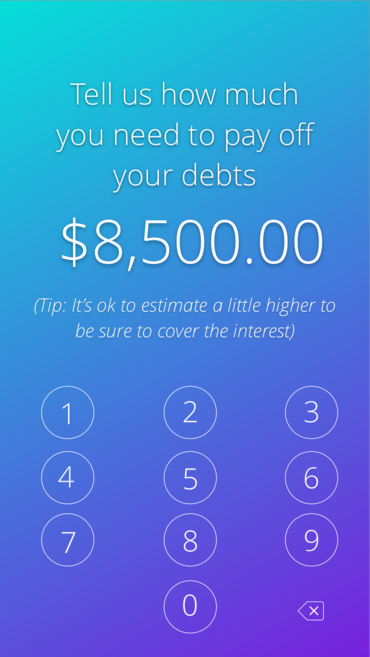 Tell us how much
you need to pay off
your debts
$8,500.00
(Tip: It's ok to estimate a little higher to
be sure to cover the interest)
1 2 3
4 5 6
7 8 9
0